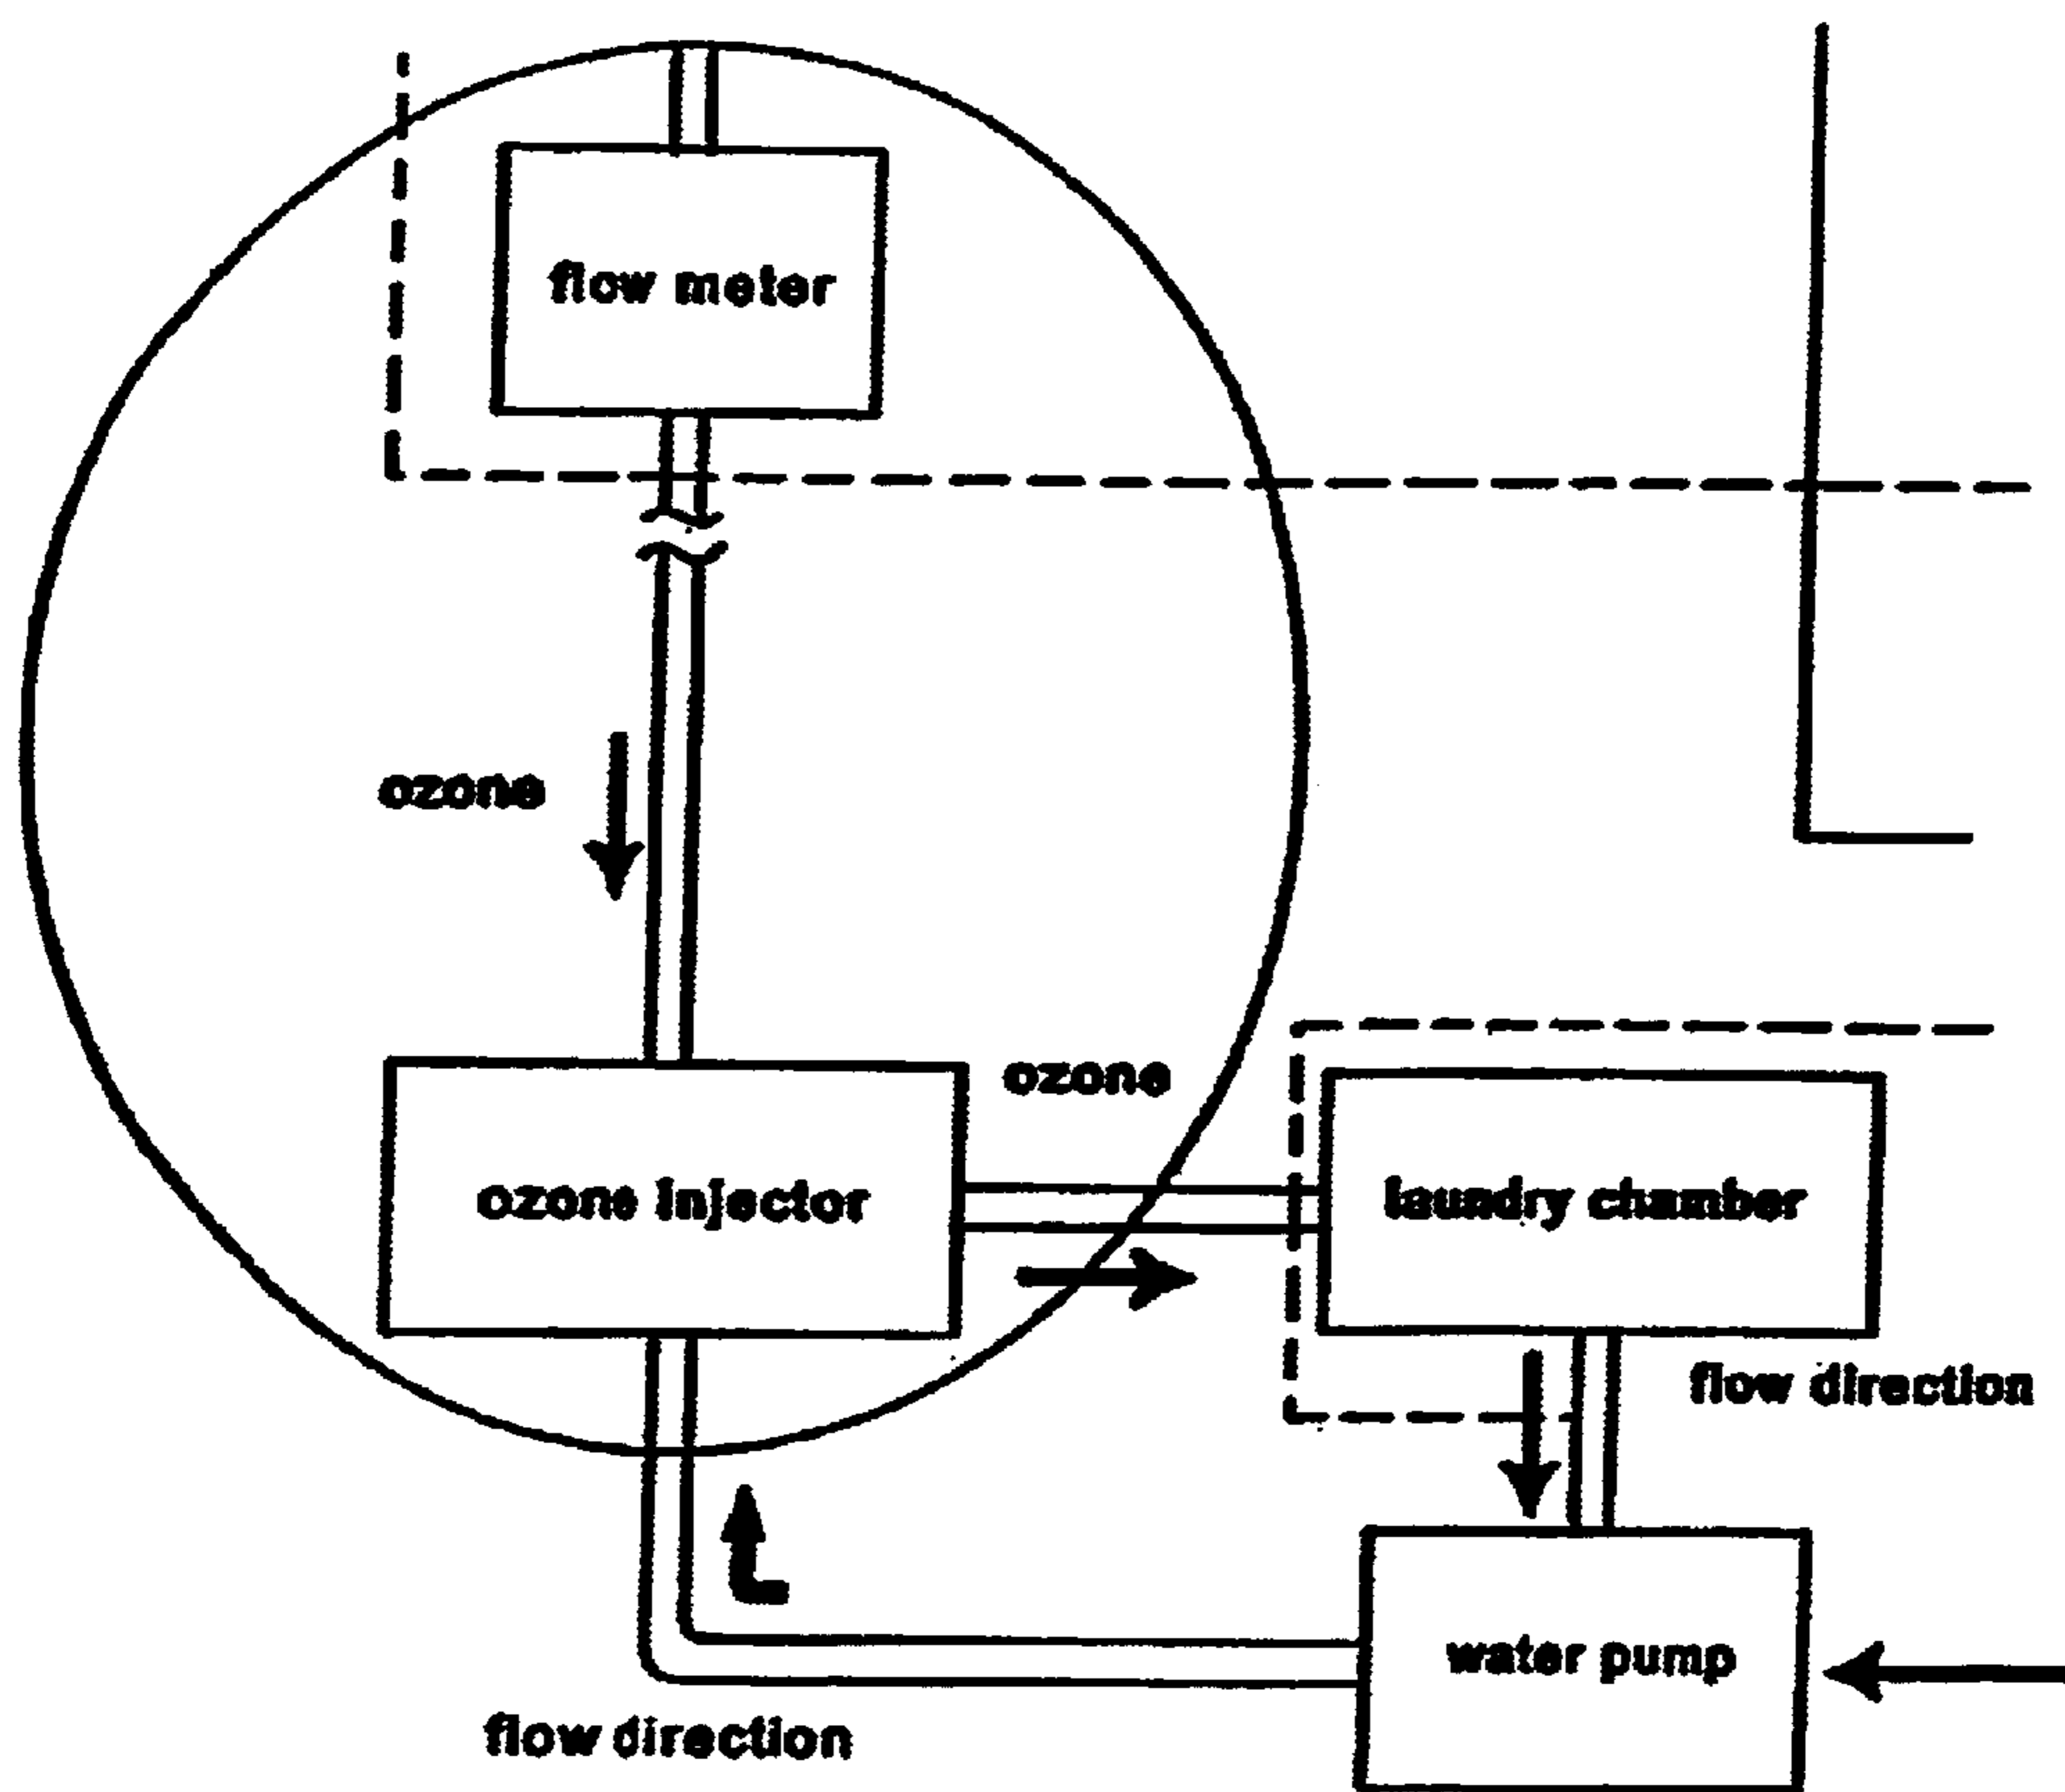 flow meter
ozone
ozone
ozone injector
laundry chamber
flow direction
water pump
flow direction